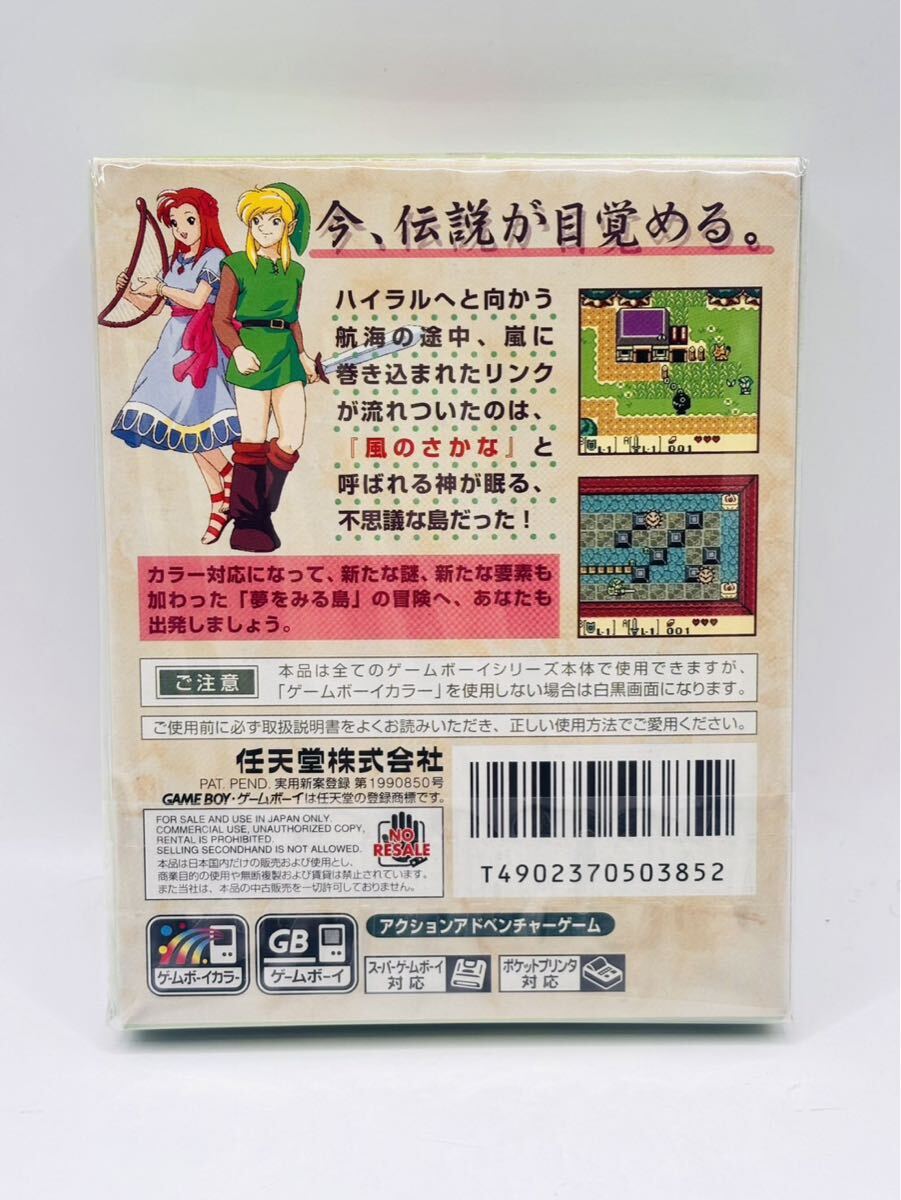 今、伝説が目覚める。
ハイラルへと向かう
航海の途中、嵐に
巻き込まれたリンク
が流れついたのは、
『風のさかな』と
呼ばれる神が眠る、
不思議な島だった！
カラー対応になって、新たな謎、新たな要素も
加わった「夢をみる島」の冒険へ、あなたも
出発しましょう。
ご注意
本品は全てのゲームボーイシリーズ本体で使用できますが、
「ゲームボーイカラー」を使用しない場合は白黒画面になります。
ご使用前に必ず取扱説明書をよくお読みいただき、正しい使用方法でご愛用ください。
任天堂株式会社
PAT. PEND. 実用新案登録 第1990850号
GAME BOY・ゲームボーイは任天堂の登録商標です。
FOR SALE AND USE IN JAPAN ONLY.
COMMERCIAL USE, UNAUTHORIZED COPY,
RENTAL IS PROHIBITED.
SELLING SECONDHAND IS NOT ALLOWED.
本品は日本国内だけの販売および使用とし、
商業目的の使用や無断複製および賃貸は禁止されています。
また当社は、本品の中古販売を一切許可しておりません。
NO
RESALE
T4902370503852
ゲームボーイカラー
GB
ゲームボーイ
アクションアドベンチャーゲーム
スーパーゲームボーイ
対応
ポケットプリンタ
対応
L-1
L-1
001
L-1
L-1
001